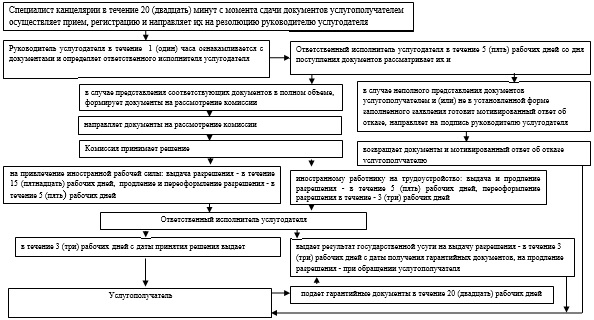 Специалист канцелярии в течение 20 (двадцать) минут с момента сдачи документов услугополучателем
осуществляет прием, регистрацию и направляет их на резолюцию руководителю услугодателя
Руководитель услугодателя в течение 1 (один) часа ознакамливается с
документами и определяет ответственного исполнителя услугодателя
Ответственный исполнитель услугодателя в течение 5 (пять) рабочих дней со дня
поступления документов рассматривает их и
в случае представления соответствующих документов в полном объеме,
формирует документы на рассмотрение комиссии
в случае неполного представления документов
услугополучателем и (или) не в установленной форме
заполненного заявления готовит мотивированный ответ об
отказе, направляет на подпись руководителю услугодателя
направляет документы на рассмотрение комиссии
Комиссия принимает решение
возвращает документы и мотивированный ответ об отказе
услугополучателю
на привлечение иностранной рабочей силы: выдача разрешения - в течение
15 (пятнадцать) рабочих дней, продление и переоформление разрешения - в
течение 5 (пять) рабочих дней
иностранному работнику на трудоустройство: выдача и продление
разрешения - в течение 5 (пять) рабочих дней, переоформление
разрешения в течение - 3 (три) рабочих дней
Ответственный исполнитель услугодателя
в течение 3 (три) рабочих дней с даты принятия решения выдает
выдает результат государственной усуги на выдачу разрешения - в течение 3
(три) рабочих дней с даты получения гарантийных документов, на продление
разрешения - при обращении услугополучателя
Услугополучатель
подает гарантийные документы в течение 20 (двадцать) рабочих дней